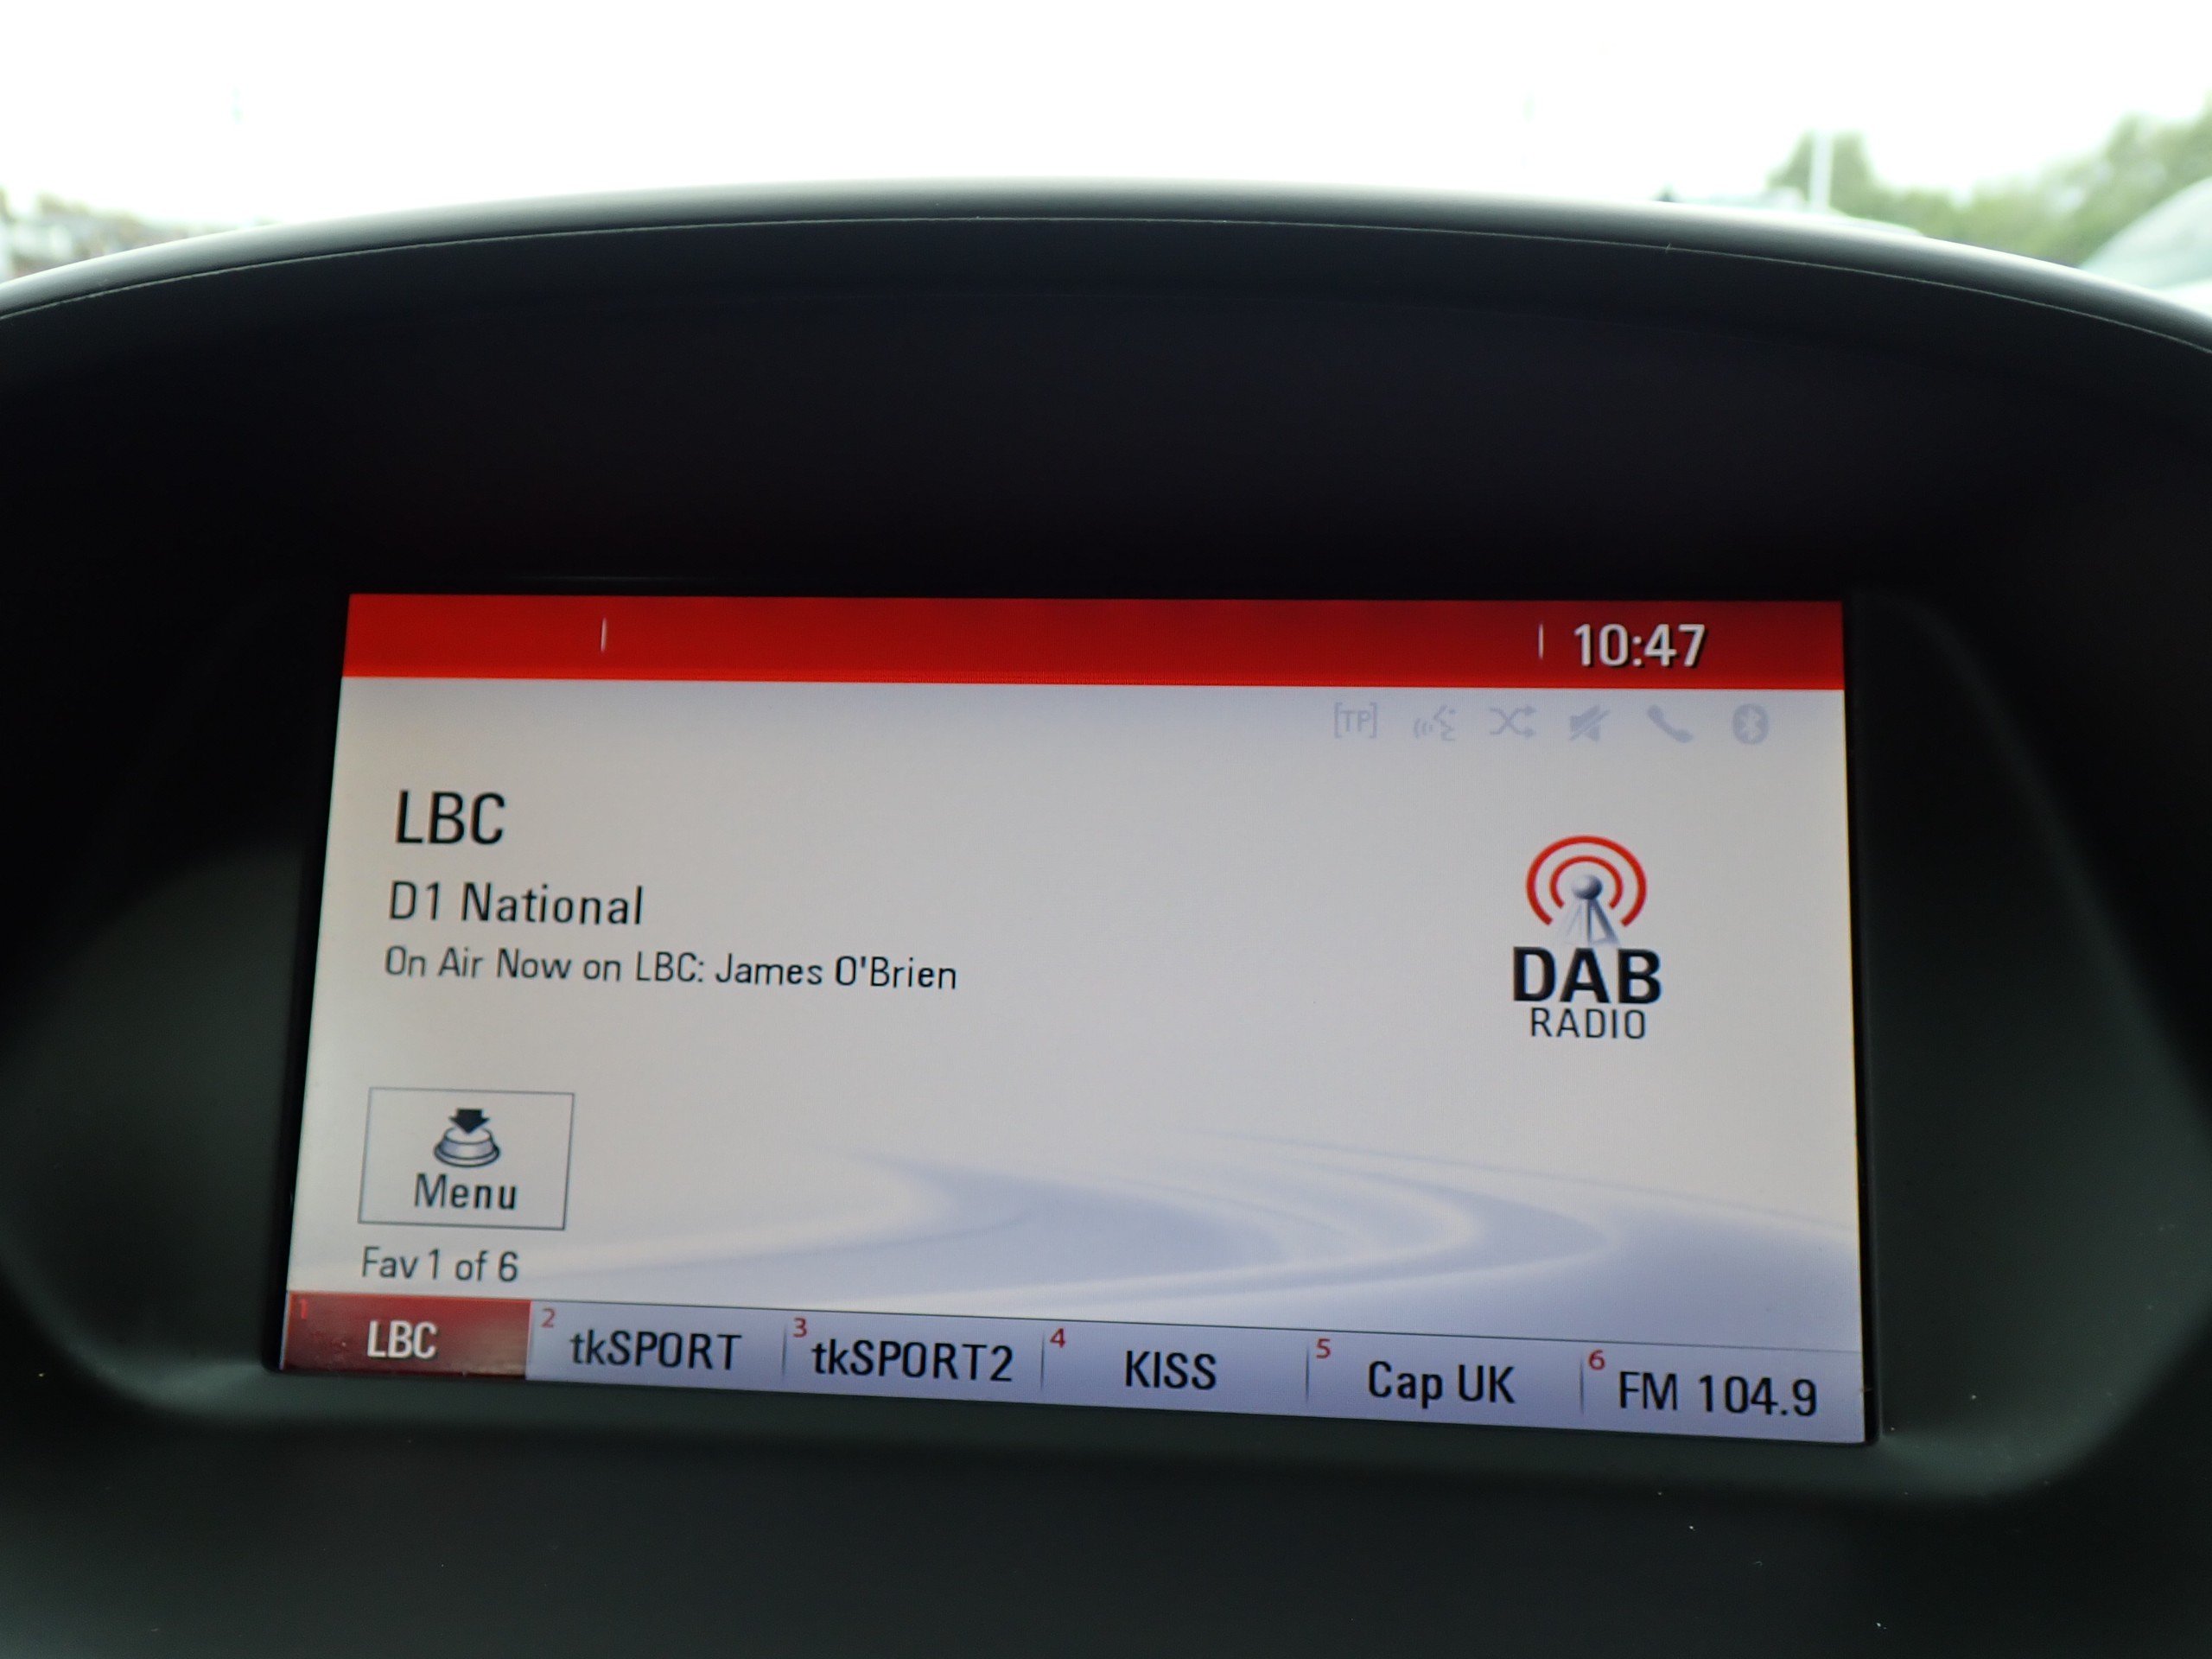 10:47
[TP]
LBC
D1 National
On Air Now on LBC: James O'Brien
DAB
RADIO
Menu
Fav 1 of 6
1 LBC 2 tkSPORT 3 tkSPORT2 4 KISS 5 Cap UK 6 FM 104.9